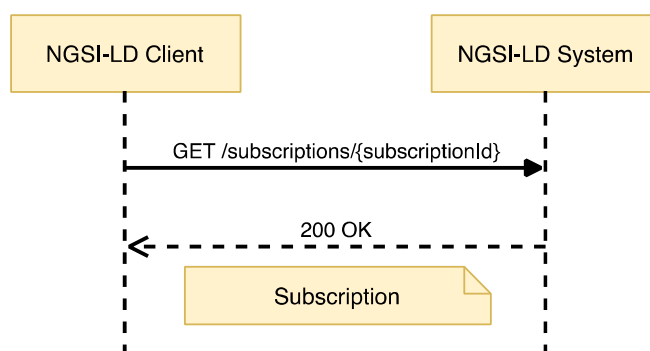 NGSI-LD Client
NGSI-LD System
GET /subscriptions/{subscriptionId}
200 OK
Subscription